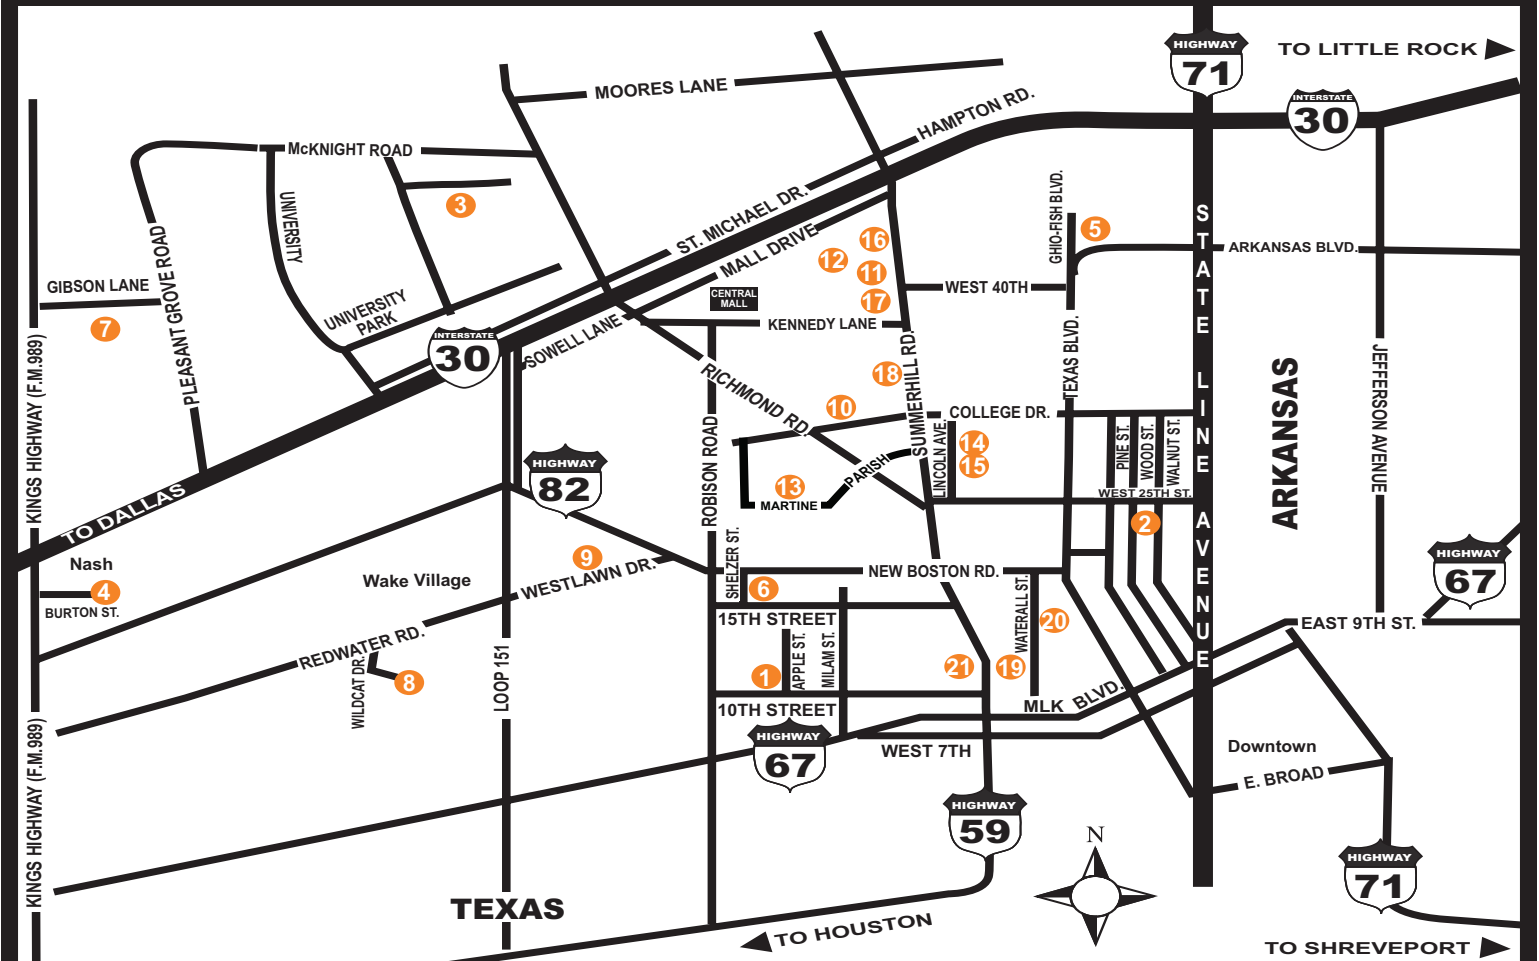 HIGHWAY
71
TO LITTLE ROCK
MOORES LANE
HAMPTON RD.
INTERSTATE
30
McKNIGHT ROAD
UNIVERSITY
3
ST. MICHAEL DR.
MALL DRIVE
GHIO-FISH BLVD.
5
STATE LINE AVENUE
ARKANSAS BLVD.
PLEASANT GROVE ROAD
16
12
11
17
GIBSON LANE
7
UNIVERSITY
PARK
CENTRAL
MALL
WEST 40TH
KENNEDY LANE
INTERSTATE
30
SOWELL LANE
KINGS HIGHWAY (F.M.989)
RICHMOND RD.
SUMMERHILL RD.
TEXAS BLVD.
18
10
COLLEGE DR.
ARKANSAS
JEFFERSON AVENUE
ROBISON ROAD
LINCOLN AVE.
14
15
PINE ST.
WOOD ST.
WALNUT ST.
HIGHWAY
82
PARISH
13
MARTINE
WEST 25TH ST.
2
TO DALLAS
Nash
4
BURTON ST.
Wake Village
9
WESTLAWN DR.
SHELZER ST.
6
NEW BOSTON RD.
HIGHWAY
67
15TH STREET
WATERALL ST.
20
EAST 9TH ST.
REDWATER RD.
WILDCAT DR.
8
LOOP 151
1
APPLE ST.
MILAM ST.
21
19
10TH STREET
MLK BLVD.
HIGHWAY
67
WEST 7TH
Downtown
E. BROAD
KINGS HIGHWAY (F.M.989)
HIGHWAY
59
N
HIGHWAY
71
TEXAS
TO HOUSTON
TO SHREVEPORT